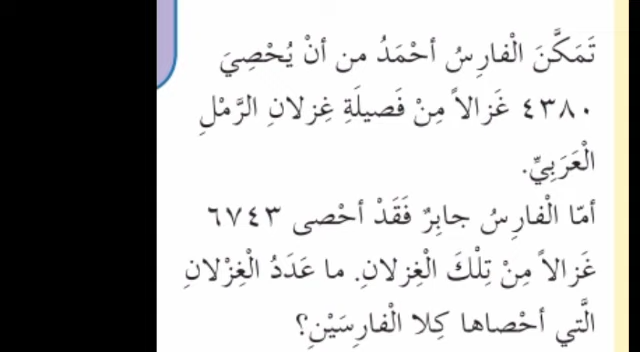 تَمَكَّنَ الْفارِسُ أحْمَدُ من أنْ يُحْصِيَ
٤٣٨٠ غَزالاً مِنْ فَصيلَةِ غِزلانِ الرَّمْلِ
الْعَرَبِيِّ.
أمّا الْفارِسُ جابِرٌ فَقَدْ أحْصى ٦٧٤٣
غَزالاً مِنْ تِلْكَ الْغِزلانِ. ما عَدَدُ الْغِزْلانِ
الَّتي أحْصاها كِلا الْفارِسَيْنِ؟